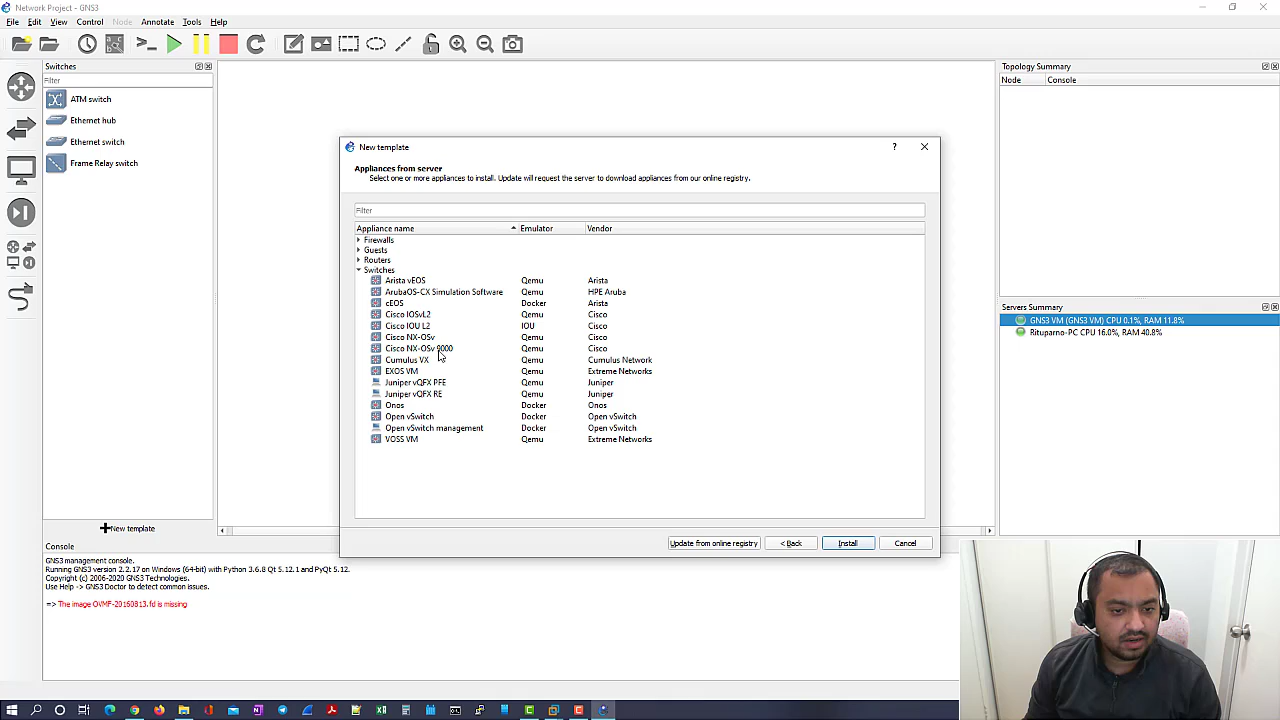 Network Project - GNS3
File Edit View Control Node Annotate Tools Help
Switches
Filter
ATM switch
Ethernet hub
Ethernet switch
Frame Relay switch
New template
New template
?
Appliances from server
Select one or more appliances to install. Update will request the server to download appliances from our online registry.
Filter
Appliance name Emulator Vendor
Firewalls
Guests
Routers
Switches
Arista vEOS Qemu Arista
ArubaOS-CX Simulation Software Qemu HPE Aruba
cEOS Docker Arista
Cisco IOSvL2 Qemu Cisco
Cisco IOU L2 IOU Cisco
Cisco NX-OSv Qemu Cisco
Cisco NX-OSv 9000 Qemu Cisco
Cumulus VX Qemu Cumulus Network
EXOS VM Qemu Extreme Networks
Juniper vQFX PFE Qemu Juniper
Juniper vQFX RE Qemu Juniper
Onos Docker Onos
Open vSwitch Docker Open vSwitch
Open vSwitch management Docker Open vSwitch
VOSS VM Qemu Extreme Networks
Update from online registry < Back Install Cancel
Topology Summary
Node Console
Servers Summary
GNS3 VM (GNS3 VM) CPU 0.1%, RAM 11.8%
Rituparno-PC CPU 16.0%, RAM 40.8%
Console
GNS3 management console.
Running GNS3 version 2.2.17 on Windows (64-bit) with Python 3.6.8 Qt 5.12.1 and PyQt 5.12.
Copyright (c) 2006-2020 GNS3 Technologies.
Use Help -> GNS3 Doctor to detect common issues.
=> The image OVMF-20160813.fd is missing